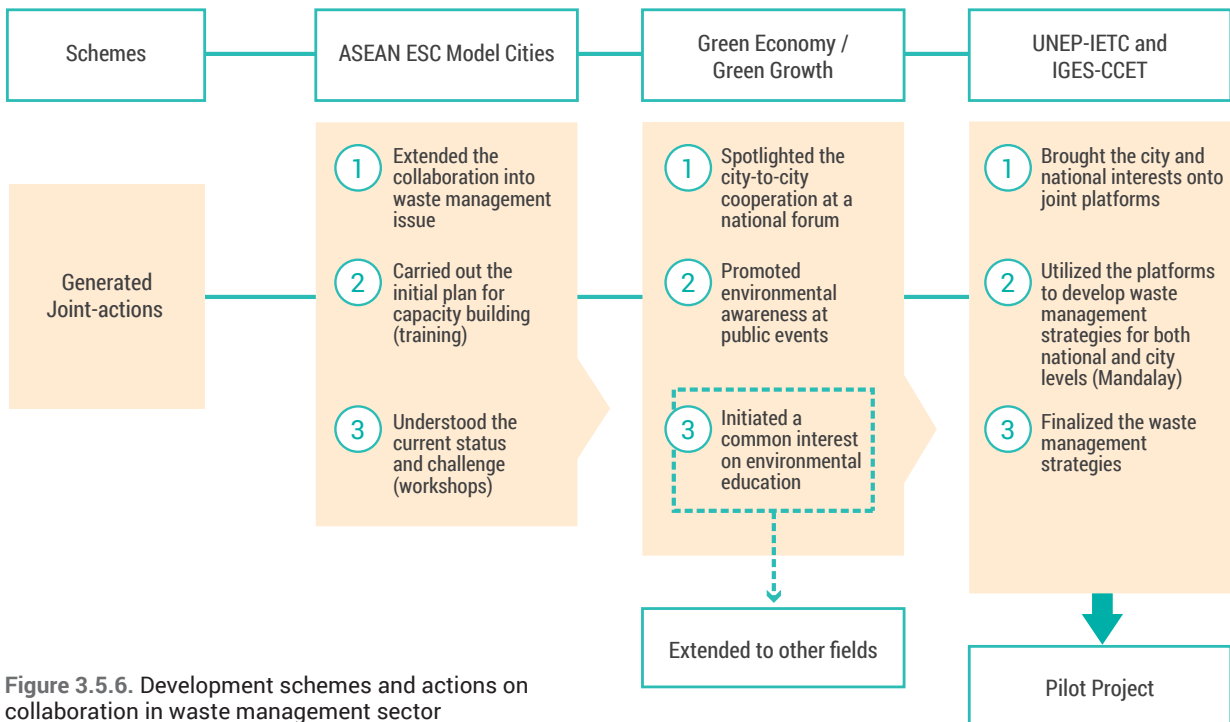 Schemes
ASEAN ESC Model Cities
Green Economy /
Green Growth
UNEP-IETC and
IGES-CCET
Generated
Joint-actions
1
Extended the
collaboration into
waste management
issue
2
Carried out the
initial plan for
capacity building
(training)
3
Understood the
current status
and challenge
(workshops)
1
Spotlighted the
city-to-city
cooperation at a
national forum
2
Promoted
environmental
awareness at
public events
3
Initiated a
common interest
on environmental
education
1
Brought the city and
national interests onto
joint platforms
2
Utilized the platforms
to develop waste
management
strategies for both
national and city
levels (Mandalay)
3
Finalized the waste
management
strategies
Extended to other fields
Pilot Project
Figure 3.5.6. Development schemes and actions on
collaboration in waste management sector